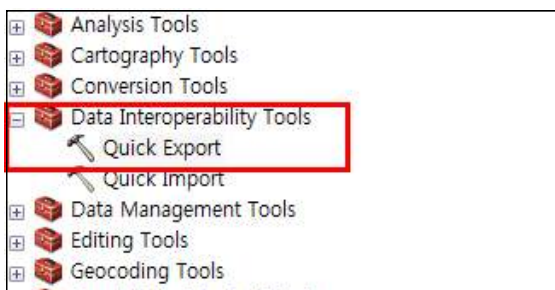 Analysis Tools
Cartography Tools
Conversion Tools
Data Interoperability Tools
Quick Export
Quick Import
Data Management Tools
Editing Tools
Geocoding Tools